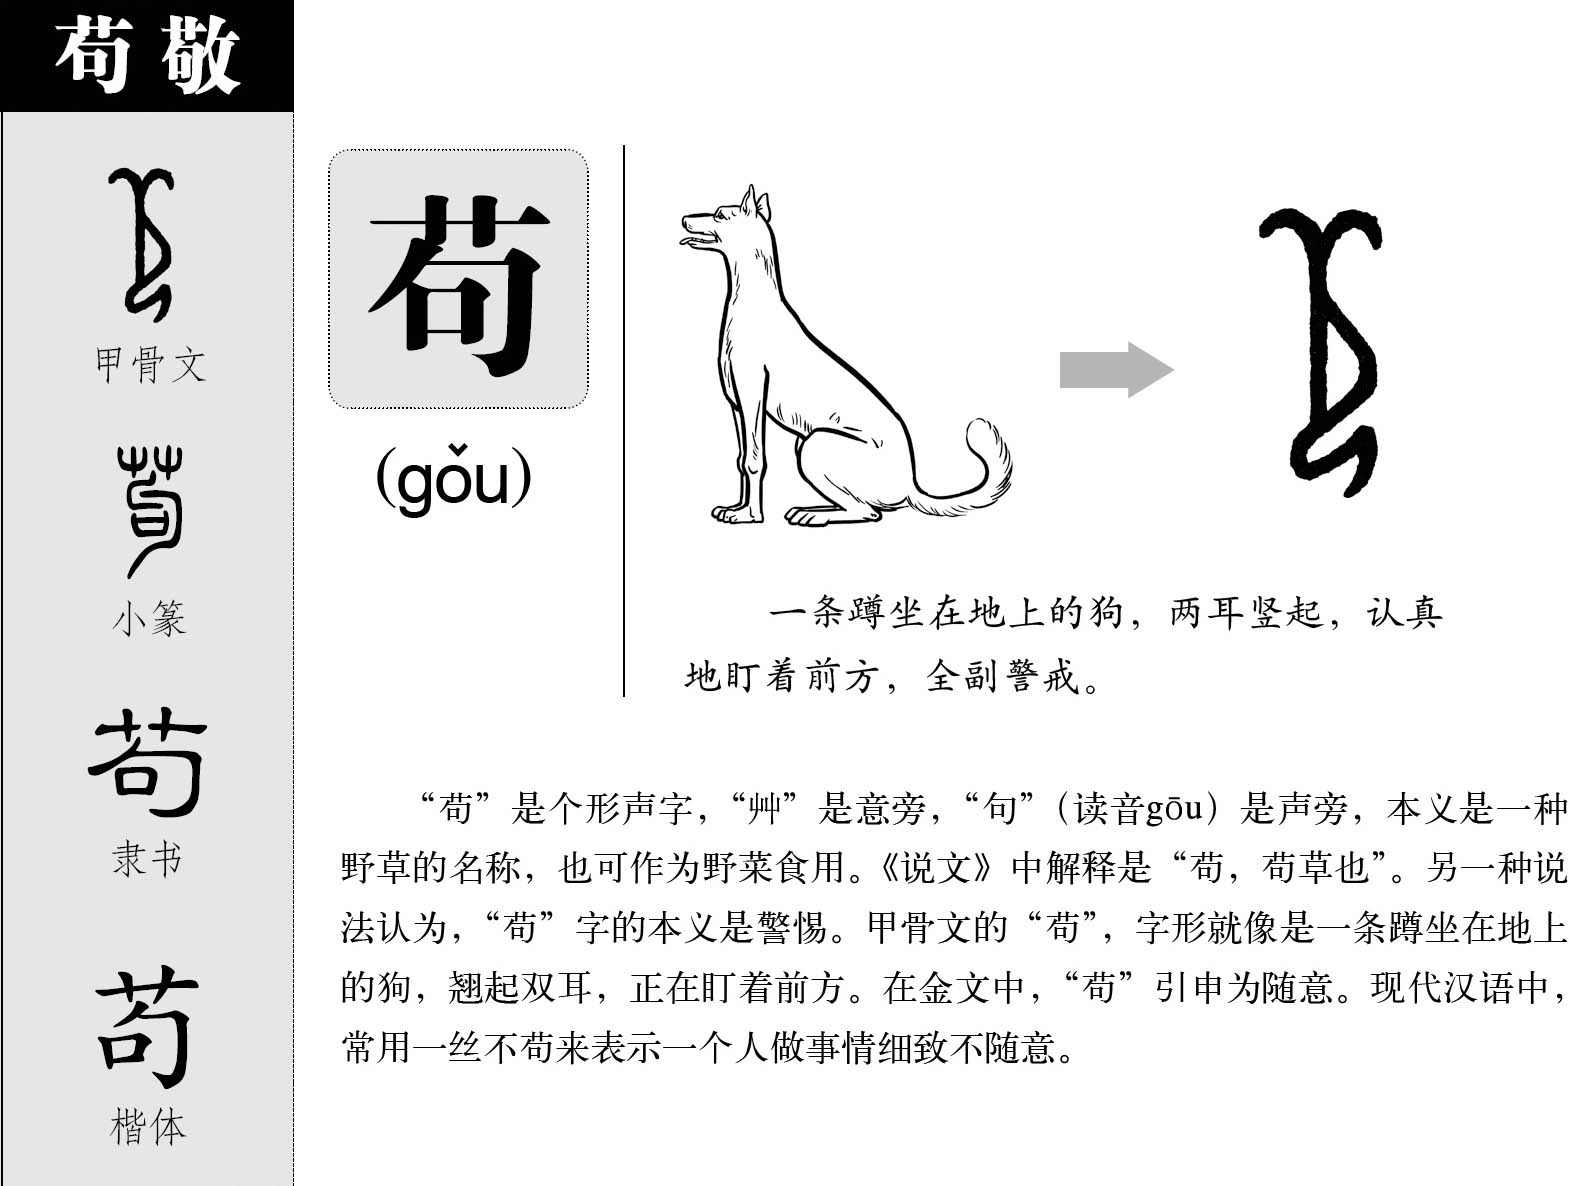 苟 敬
甲骨文
小篆
隶书
楷体
苟
（gǒu）
一条蹲坐在地上的狗，两耳竖起，认真
地盯着前方，全副警戒。
“苟”是个形声字，“艸”是意旁，“句”（读音gōu）是声旁，本义是一种
野草的名称，也可作为野菜食用。《说文》中解释是“苟，苟草也”。另一种说
法认为，“苟”字的本义是警惕。甲骨文的“苟”，字形就像是一条蹲坐在地上
的狗，翘起双耳，正在盯着前方。在金文中，“苟”引申为随意。现代汉语中，
常用一丝不苟来表示一个人做事情细致不随意。